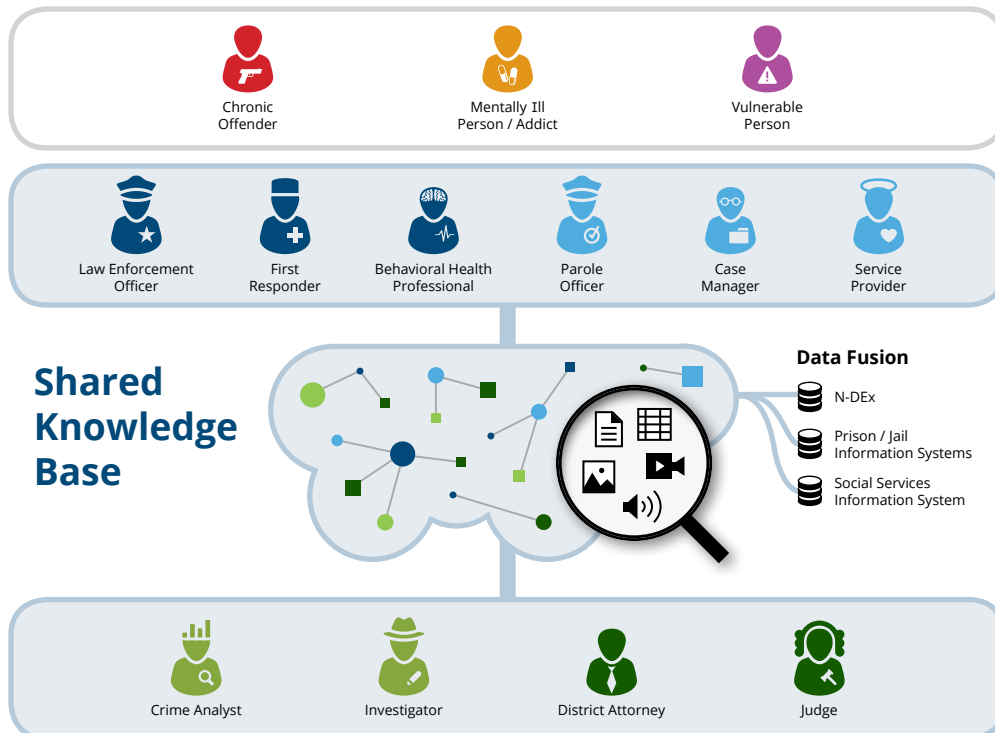 Chronic
Offender
Mentally Ill
Person / Addict
Vulnerable
Person
Law Enforcement
Officer
First
Responder
Behavioral Health
Professional
Parole
Officer
Case
Manager
Service
Provider
Shared
Knowledge
Base
Data Fusion
N-DEx
Prison / Jail
Information Systems
Social Services
Information System
Crime Analyst
Investigator
District Attorney
Judge